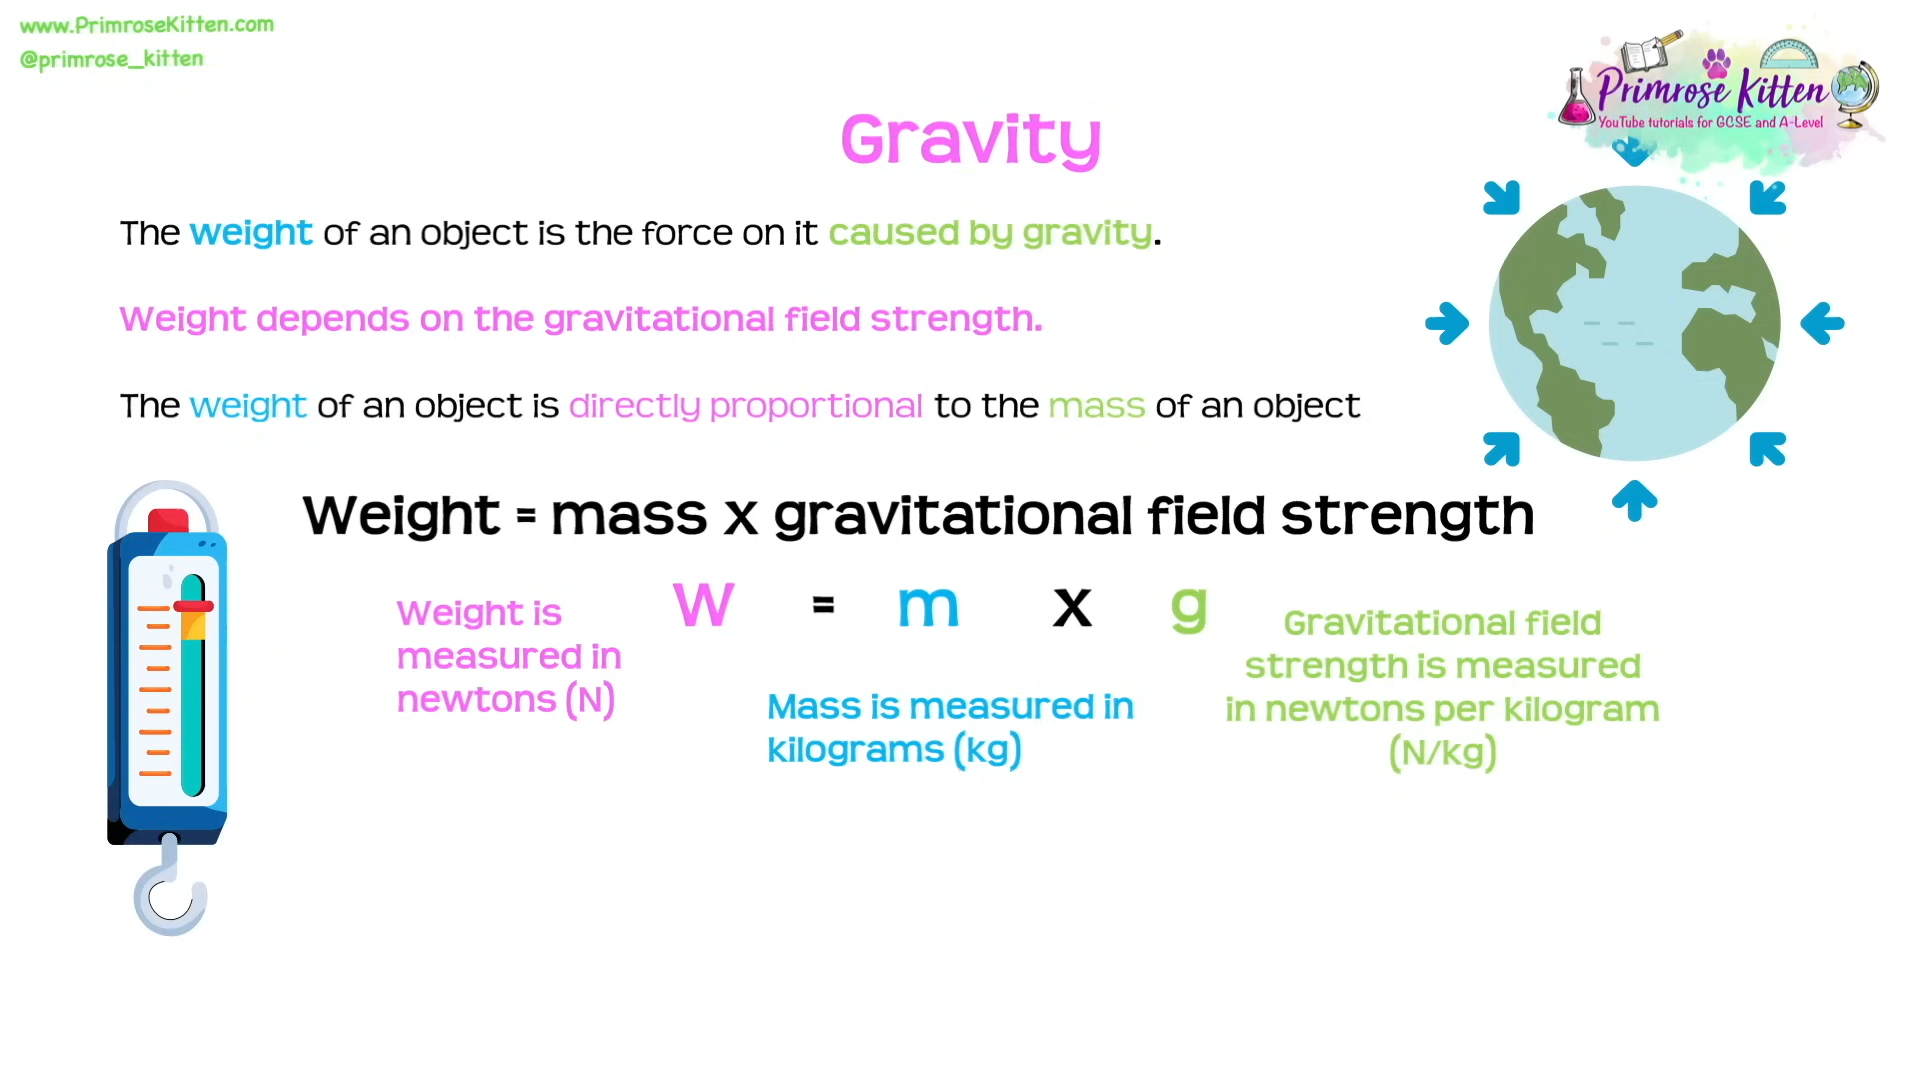 www.PrimroseKitten.com
@primrose_kitten
Primrose Kitten
YouTube tutorials for GCSE and A-Level
Gravity
The weight of an object is the force on it caused by gravity.
Weight depends on the gravitational field strength.
The weight of an object is directly proportional to the mass of an object
Weight = mass x gravitational field strength
W = m x g
Weight is
measured in
newtons (N)
Mass is measured in
kilograms (kg)
Gravitational field
strength is measured
in newtons per kilogram
(N/kg)